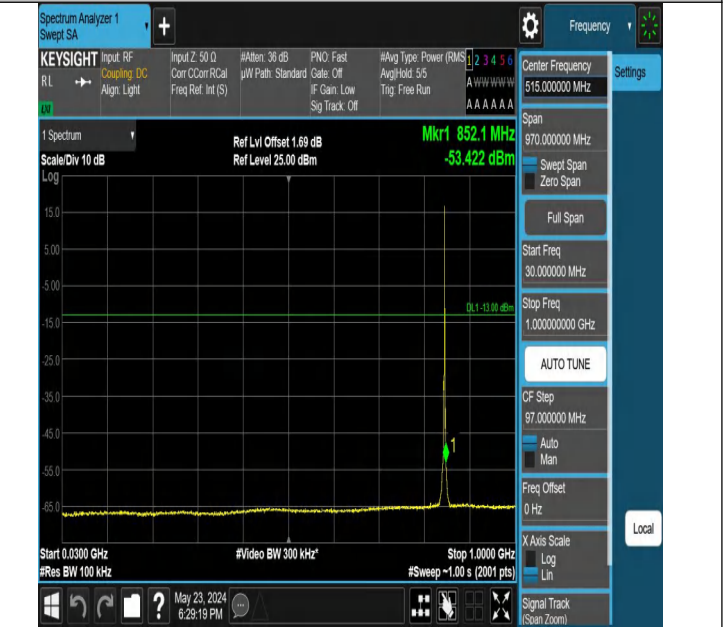 Spectrum Analyzer 1
Swept SA
+
Frequency
KEYSIGHT
RL
Input: RF
Coupling: DC
Align: Light
Input Z: 50 Ω
Corr CCorr RCal
Freq Ref: Int (S)
#Atten: 36 dB
µW Path: Standard
PNO: Fast
Gate: Off
IF Gain: Low
Sig Track: Off
#Avg Type: Power (RMS
Avg|Hold: 5/5
Trig: Free Run
1 2 3 4 5 6
A W W W W W
A A A A A A
1 Spectrum
Scale/Div 10 dB
Log
Ref Lvl Offset 1.69 dB
Ref Level 25.00 dBm
Mkr1 852.1 MHz
-53.422 dBm
15.0
5.00
-5.00
-15.0
-25.0
-35.0
-45.0
-55.0
-65.0
DL1 -13.00 dBm
1
Start 0.0300 GHz
#Res BW 100 kHz
#Video BW 300 kHz*
Stop 1.0000 GHz
#Sweep ~1.00 s (2001 pts)
Center Frequency
515.000000 MHz
Span
970.000000 MHz
Swept Span
Zero Span
Full Span
Start Freq
30.000000 MHz
Stop Freq
1.000000000 GHz
AUTO TUNE
CF Step
97.000000 MHz
Auto
Man
Freq Offset
0 Hz
X Axis Scale
Log
Lin
Signal Track
(Span Zoom)
Settings
Local
?
May 23, 2024
6:29:19 PM